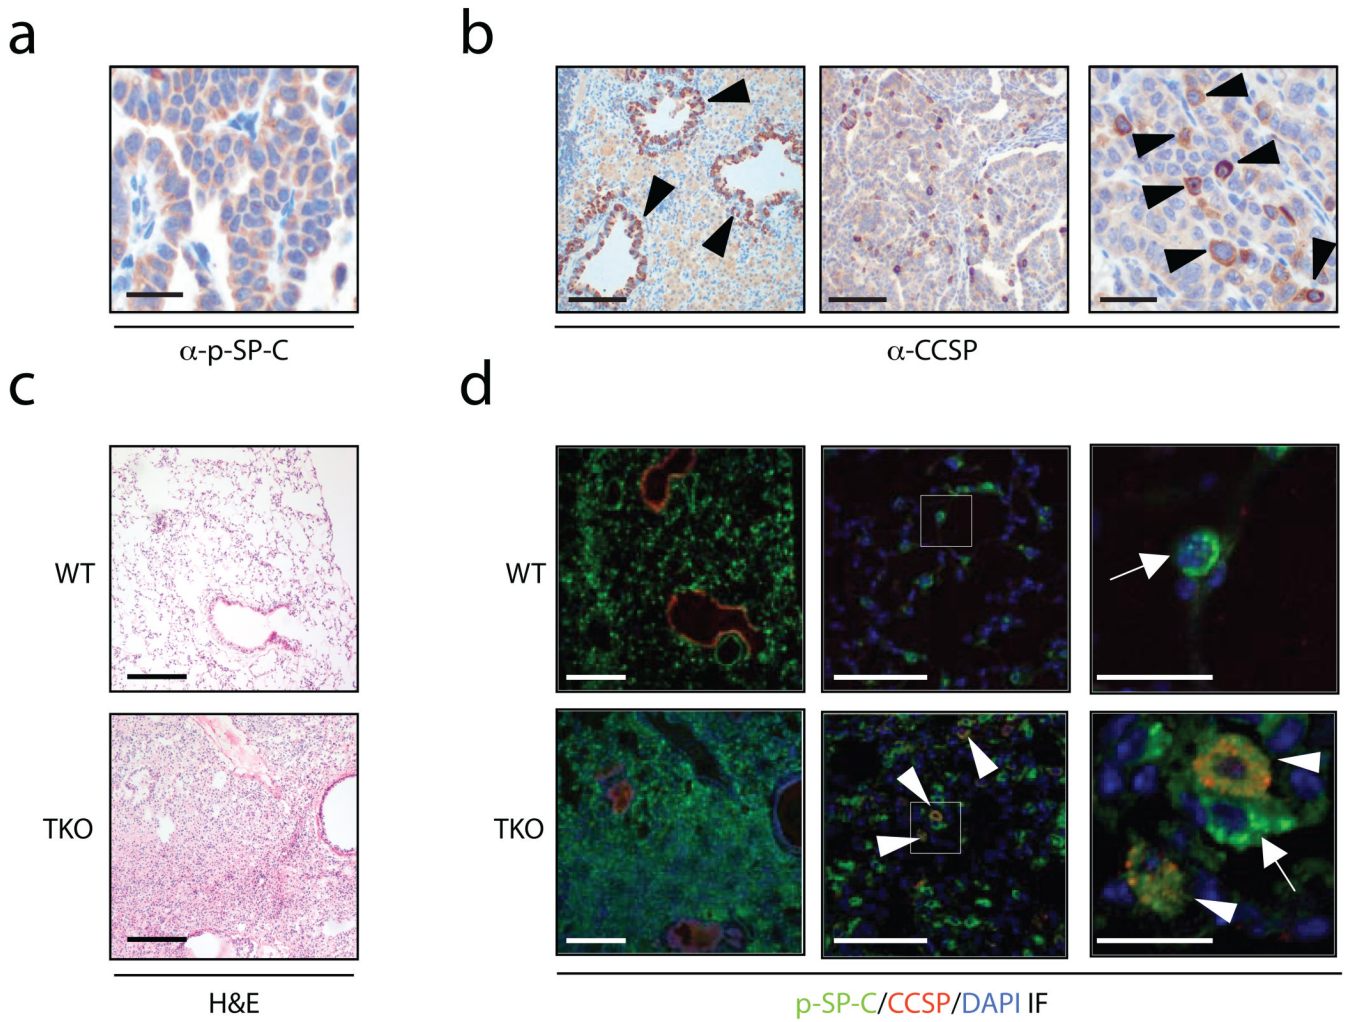 a
b
α-p-SP-C
α-CCSP
c
d
WT
WT
TKO
TKO
H&E
p-SP-C/CCSP/DAPI IF